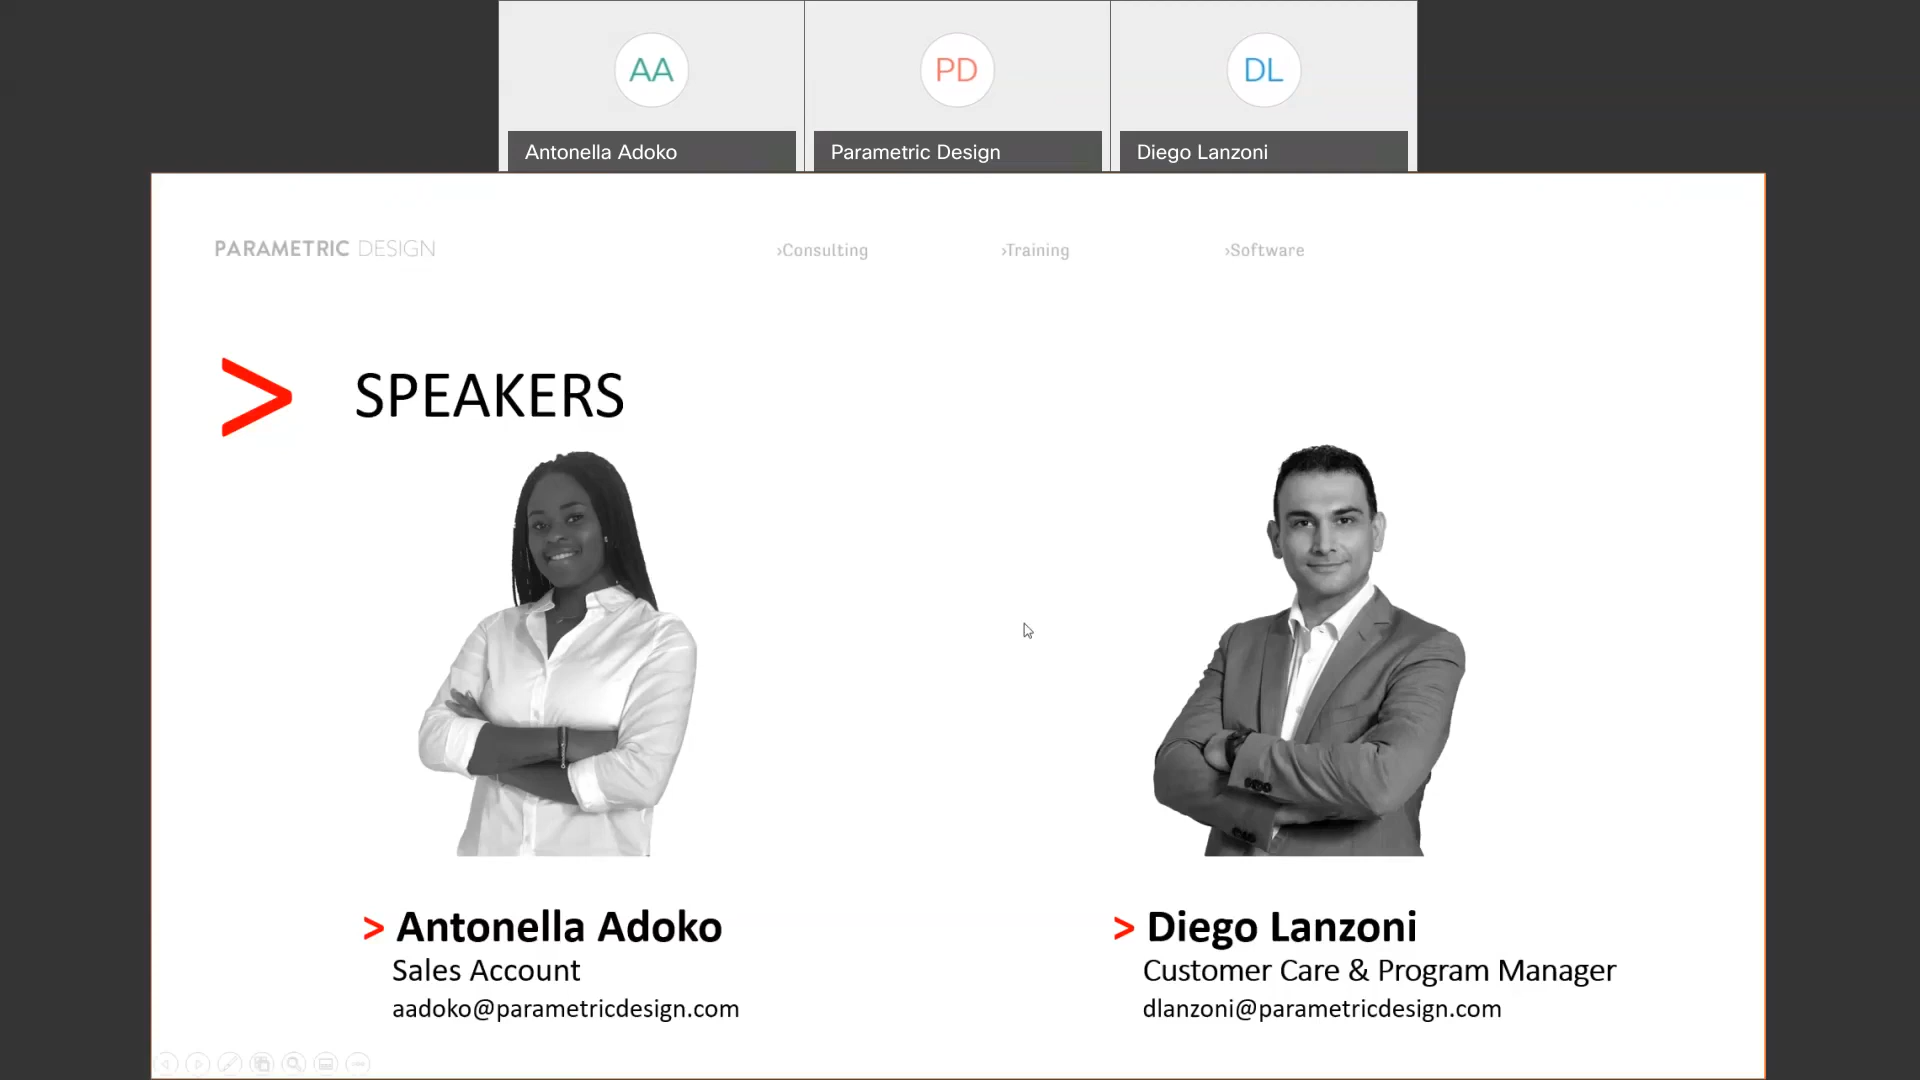 AA
PD
DL
Antonella Adoko
Parametric Design
Diego Lanzoni
PARAMETRIC DESIGN
›Consulting
›Training
›Software
> SPEAKERS
> Antonella Adoko
Sales Account
aadoko@parametricdesign.com
> Diego Lanzoni
Customer Care & Program Manager
dlanzoni@parametricdesign.com